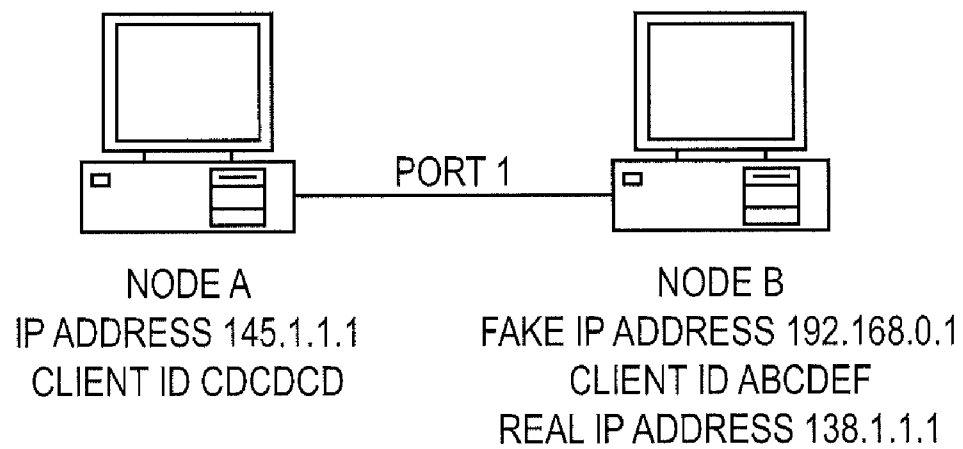 PORT 1
NODE A
IP ADDRESS 145.1.1.1
CLIENT ID CDCDCD
NODE B
FAKE IP ADDRESS 192.168.0.1
CLIENT ID ABCDEF
REAL IP ADDRESS 138.1.1.1